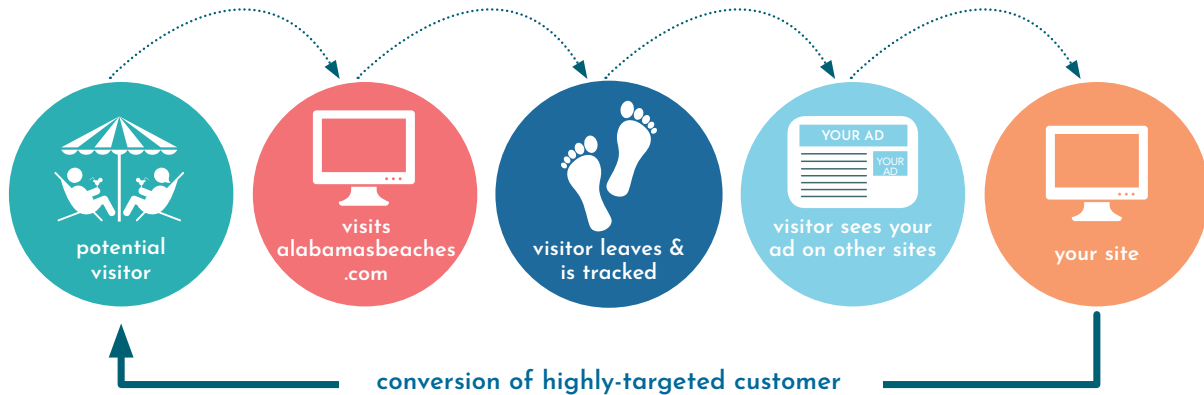 potential
visitor
visits
alabamasbeaches
.com
visitor leaves &
is tracked
YOUR AD
YOUR
AD
visitor sees your
ad on other sites
your site
conversion of highly-targeted customer